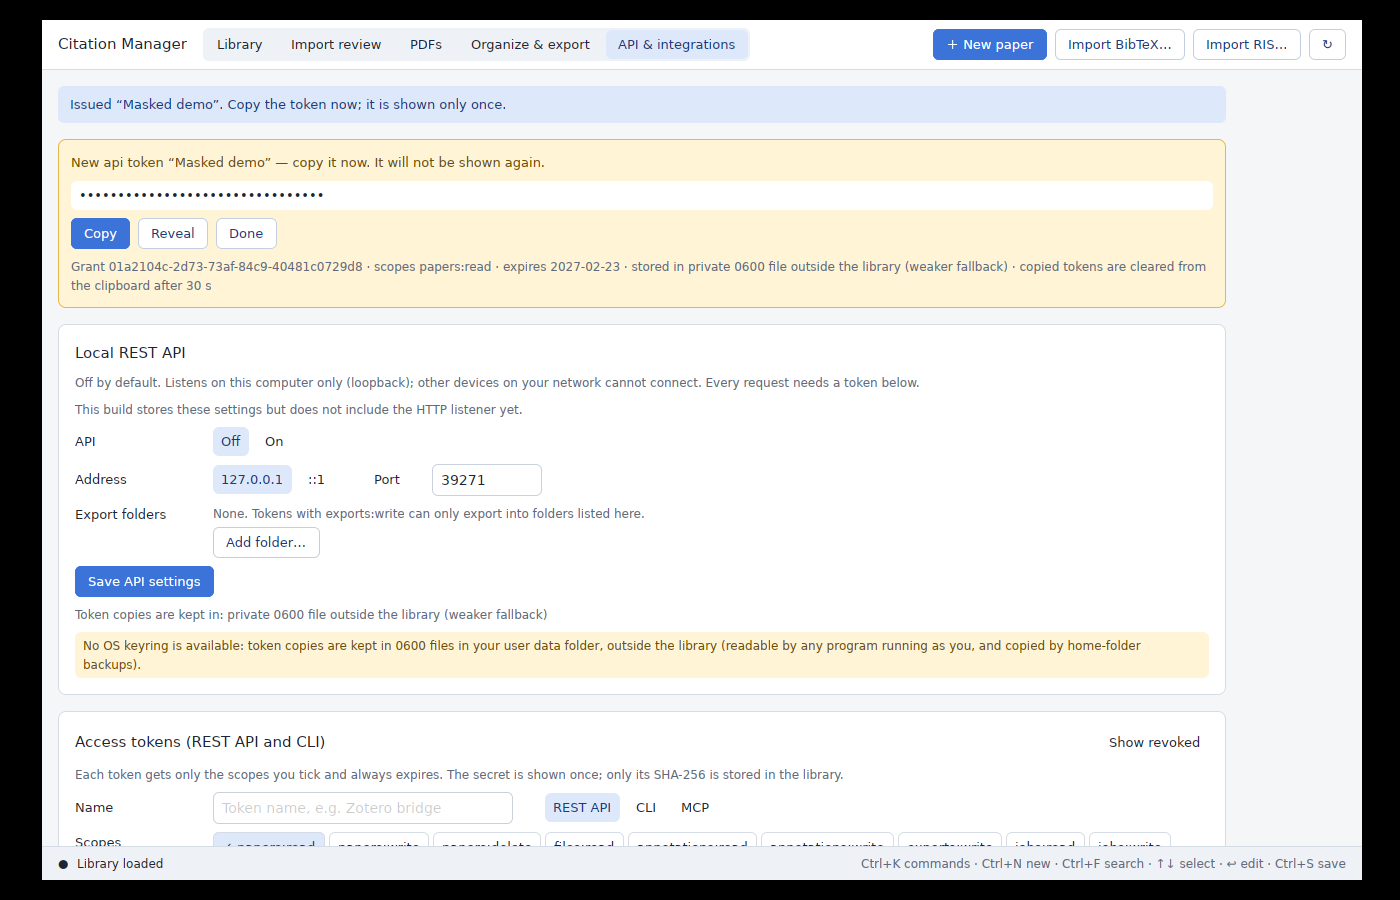 Citation Manager
Library
Import review
PDFs
Organize & export
API & integrations
+ New paper
Import BibTeX...
Import RIS...
↻
Issued “Masked demo”. Copy the token now; it is shown only once.
New api token “Masked demo” — copy it now. It will not be shown again.
••••••••••••••••••••••••••••••••
Copy
Reveal
Done
Grant 01a2104c-2d73-73af-84c9-40481c0729d8 · scopes papers:read · expires 2027-02-23 · stored in private 0600 file outside the library (weaker fallback) · copied tokens are cleared from
the clipboard after 30 s
Local REST API
Off by default. Listens on this computer only (loopback); other devices on your network cannot connect. Every request needs a token below.
This build stores these settings but does not include the HTTP listener yet.
API
Off
On
Address
127.0.0.1
::1
Port
39271
Export folders
None. Tokens with exports:write can only export into folders listed here.
Add folder...
Save API settings
Token copies are kept in: private 0600 file outside the library (weaker fallback)
No OS keyring is available: token copies are kept in 0600 files in your user data folder, outside the library (readable by any program running as you, and copied by home-folder
backups).
Access tokens (REST API and CLI)
Show revoked
Each token gets only the scopes you tick and always expires. The secret is shown once; only its SHA-256 is stored in the library.
Name
Token name, e.g. Zotero bridge
REST API
CLI
MCP
Scopes
● Library loaded
Ctrl+K commands · Ctrl+N new · Ctrl+F search · ↑↓ select · ↩ edit · Ctrl+S save